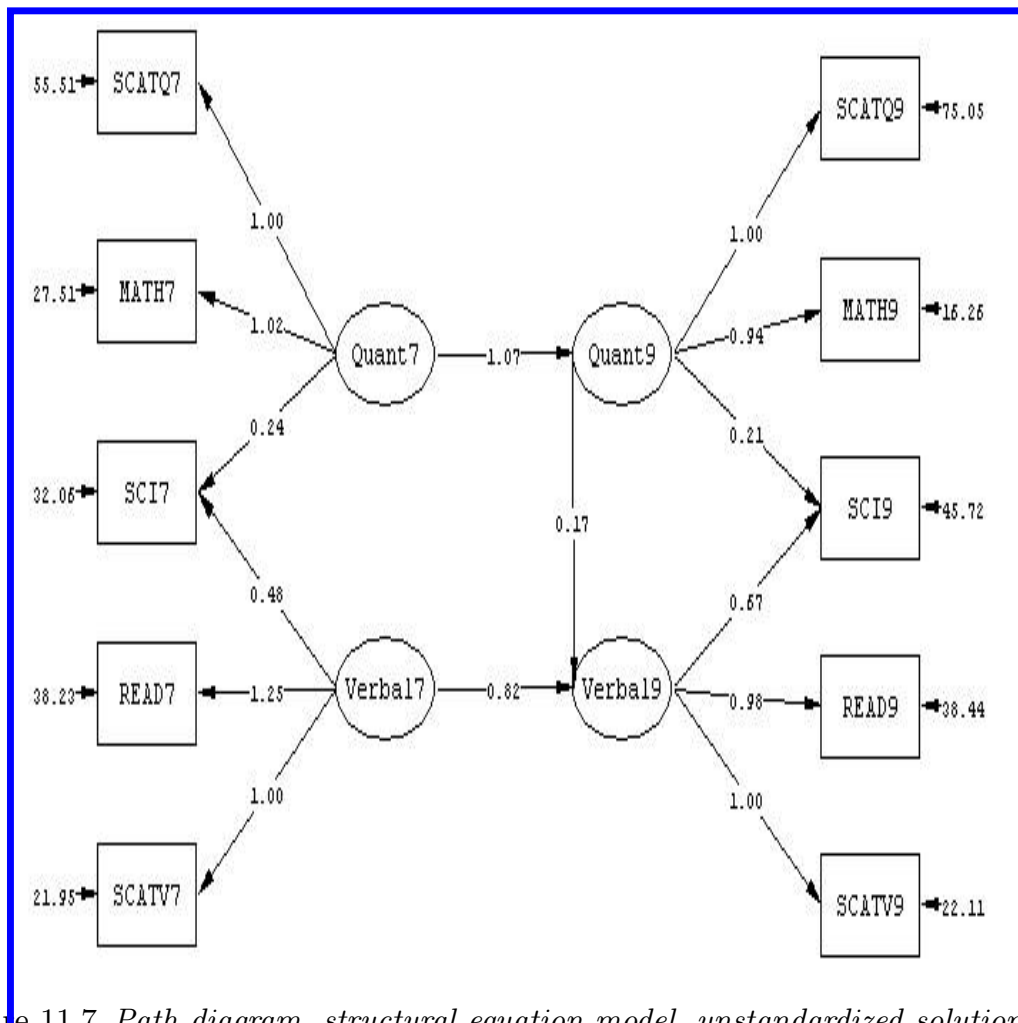 55.51 SCATQ7
SCATQ9 75.05
1.00
1.00
27.51 MATH7
MATH9 16.26
1.02
0.94
Quant7 1.07 Quant9
0.24
0.21
32.05 SCI7
SCI9 45.72
0.17
0.48
0.67
38.23 READ7 1.25 Verbal7 0.82 Verbal9 0.98 READ9 38.44
1.00
1.00
21.95 SCATV7
SCATV9 22.11
11.7 Path diagram, structural equation model, unstandardized solution